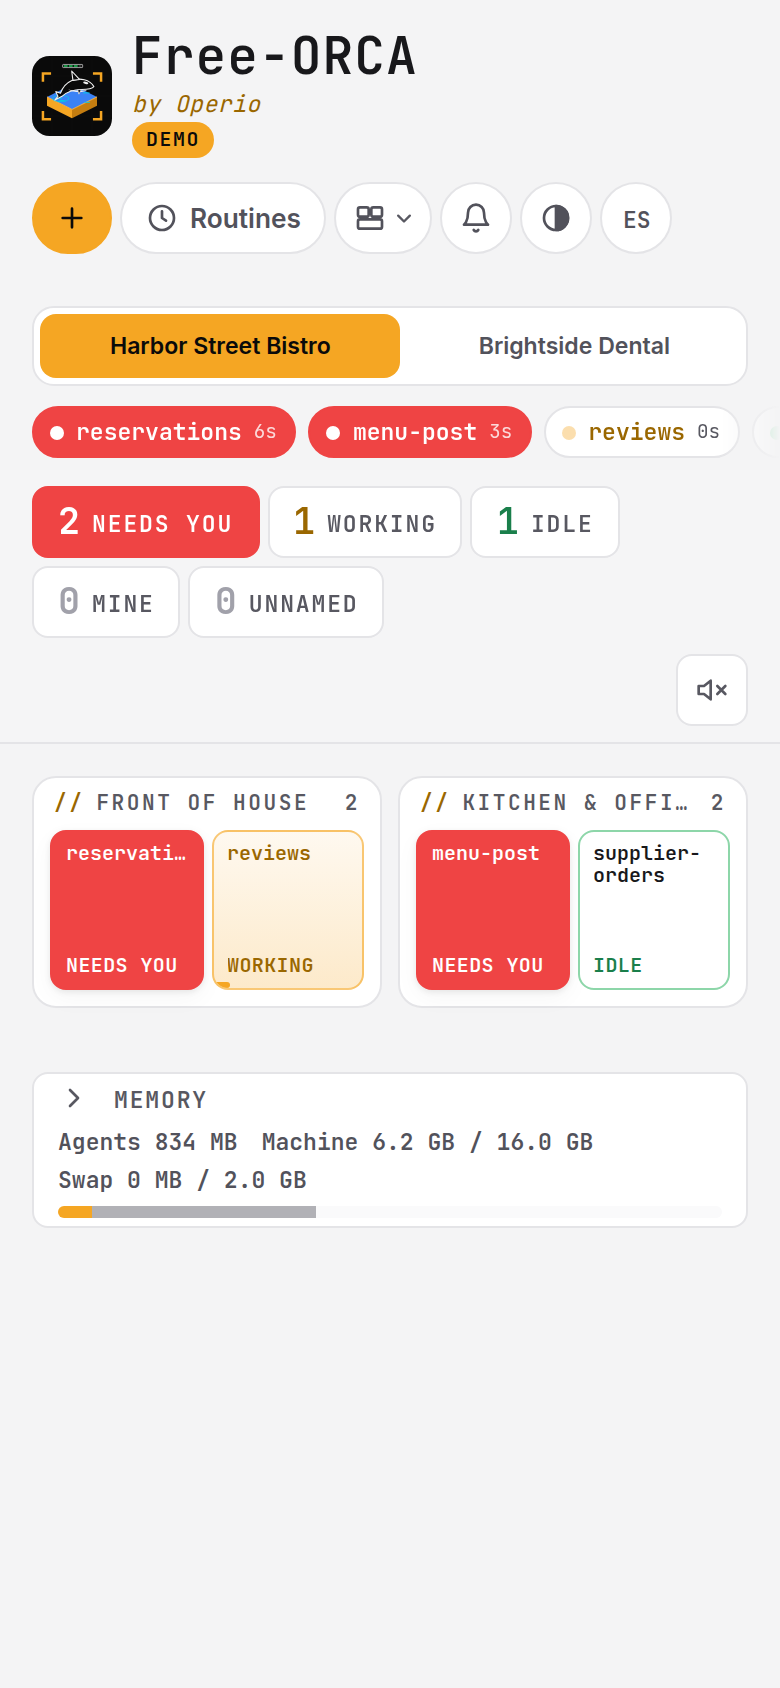 Free-ORCA
by Operio
DEMO
Routines
ES
Harbor Street Bistro
Brightside Dental
reservations 6s
menu-post 3s
reviews 0s
2 NEEDS YOU
1 WORKING
1 IDLE
0 MINE
0 UNNAMED
// FRONT OF HOUSE 2
// KITCHEN & OFFI… 2
reservati…
NEEDS YOU
reviews
WORKING
menu-post
NEEDS YOU
supplier-
orders
IDLE
MEMORY
Agents 834 MB Machine 6.2 GB / 16.0 GB
Swap 0 MB / 2.0 GB